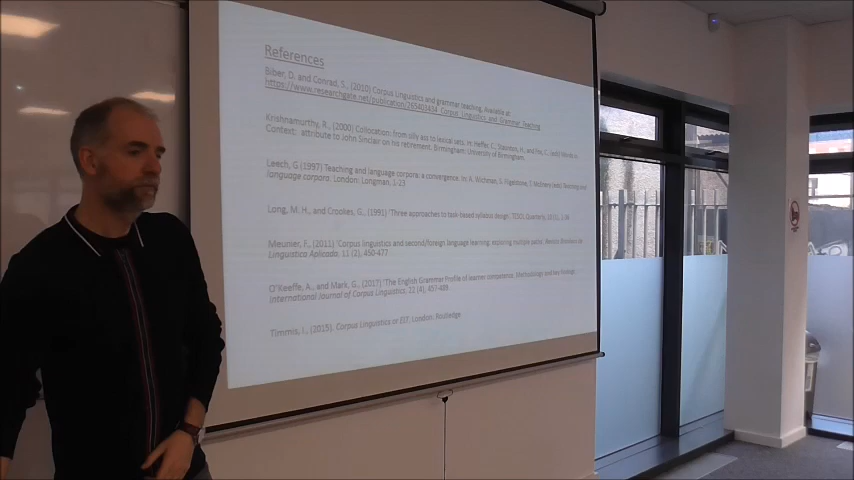 References
Biber, D. and Conrad, S., (2010) Corpus Linguistics and grammar teaching. Available at:
https://www.researchgate.net/publication/265403434_Corpus_Linguistics_and_Grammar_Teaching
Krishnamurthy, R., (2000) Collocation: from silly ass to lexical sets. In: Heffer, C., Sauntson, H., and Fox, G. (eds) Words in
Context: attribute to John Sinclair on his retirement. Birmingham: University of Birmingham.
Leech, G (1997) Teaching and language corpora: a convergence. In: A. Wichman, S. Fligelstone, T. McEnery (eds) Teaching and
language corpora. London: Longman, 1-23
Long, M. H., and Crookes, G., (1991) 'Three approaches to task-based syllabus design. TESOL Quarterly,
Meunier, F., (2011) 'Corpus linguistics and second/foreign language learning: exploring multiple paths. Revista Brasileira de
Linguistica Aplicada. 11 (2), 450-477
O'Keeffe, A., and Mark, G., (2017) 'The English Grammar Profile of learner competence. Methodology and key findings.
International Journal of Corpus Linguistics. 22 (4), 457-489.
Timmis, I., (2015). Corpus Linguistics or ELT. London: Routledge.